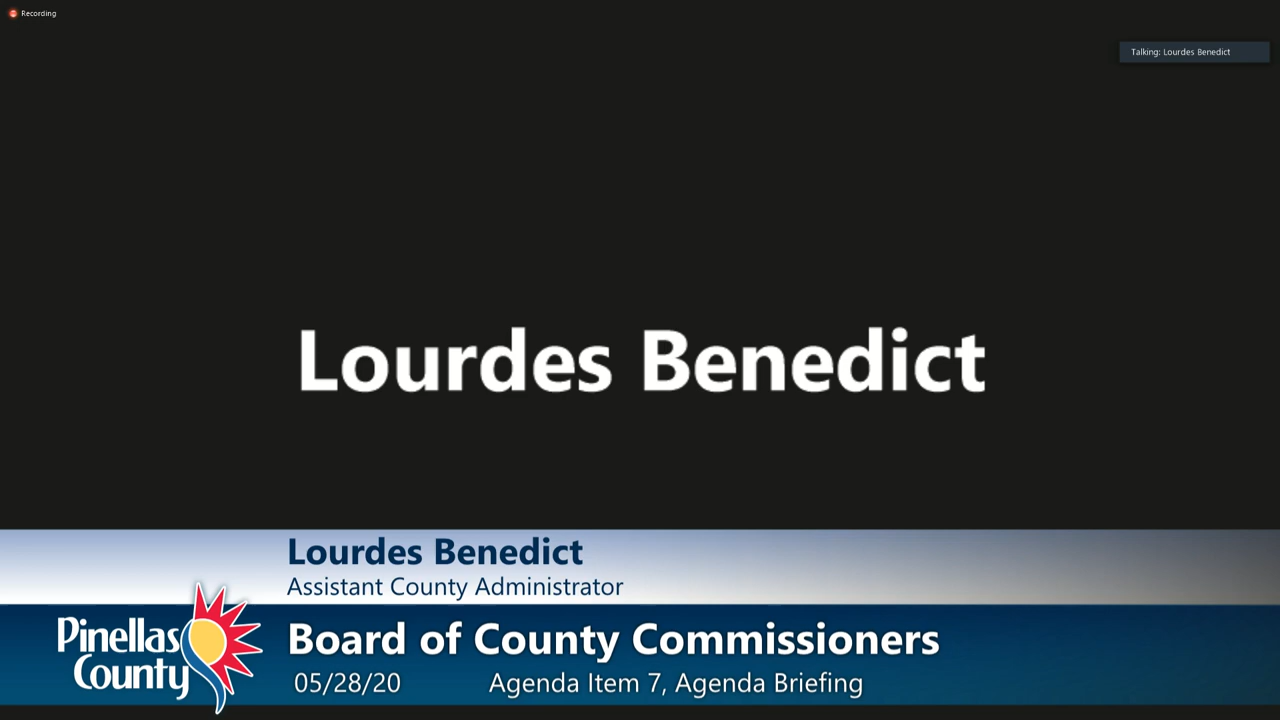 Recording
Talking: Lourdes Benedict
Lourdes Benedict
Lourdes Benedict
Assistant County Administrator
Pinellas
County
Board of County Commissioners
05/28/20 Agenda Item 7, Agenda Briefing